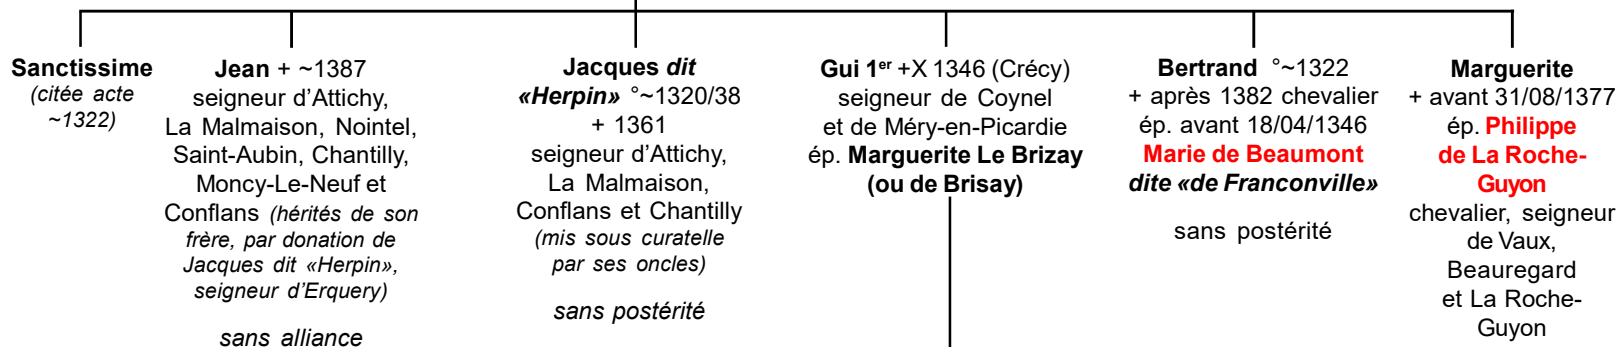 Sanctissime
(citée acte
~1322)
Jean + ~1387
seigneur d’Attichy,
La Malmaison, Nointel,
Saint-Aubin, Chantilly,
Moncy-Le-Neuf et
Conflans (hérités de son
frère, par donation de
Jacques dit «Herpin»,
seigneur d’Erquery)
sans alliance
Jacques dit
«Herpin» °~1320/38
+ 1361
seigneur d’Attichy,
La Malmaison,
Conflans et Chantilly
(mis sous curatelle
par ses oncles)
sans postérité
Gui 1er +X 1346 (Crécy)
seigneur de Coynel
et de Méry-en-Picardie
ép. Marguerite Le Brizay
(ou de Brisay)
Bertrand °~1322
+ après 1382 chevalier
ép. avant 18/04/1346
Marie de Beaumont
dite «de Franconville»
sans postérité
Marguerite
+ avant 31/08/1377
ép. Philippe
de La Roche-
Guyon
chevalier, seigneur
de Vaux,
Beauregard
et La Roche-
Guyon